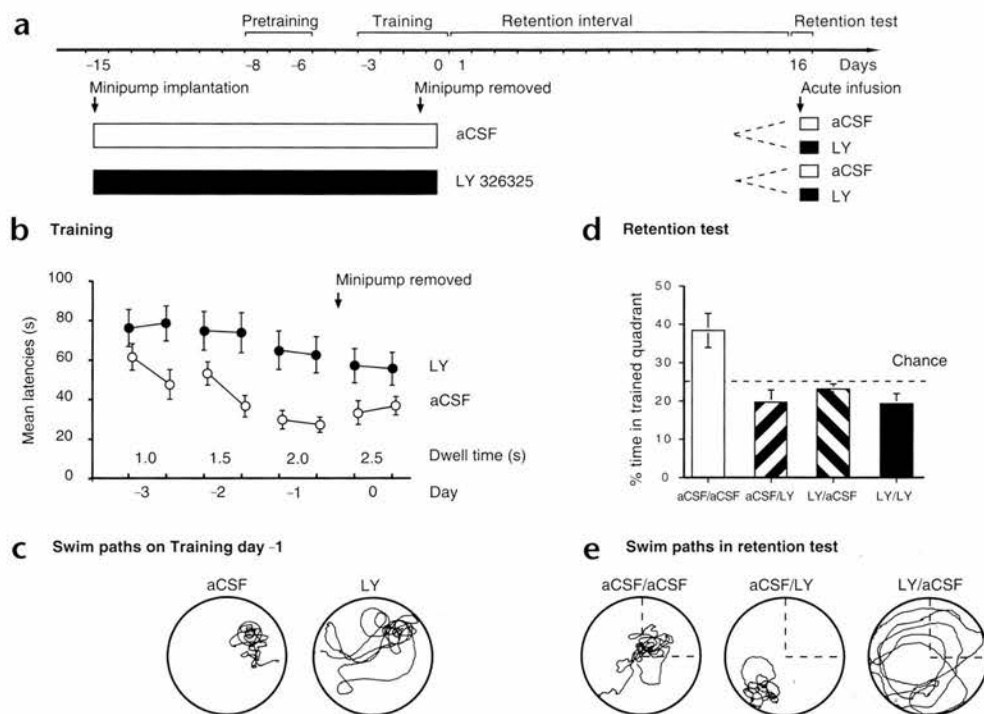 a
Pretraining Training Retention interval Retention test
−15 −8 −6 −3 0 1 16 Days
Minipump implantation Minipump removed Acute infusion
aCSF
aCSF
LY
LY 326325
aCSF
LY
b Training
Mean latencies (s)
100
80
60
40
20
0
Minipump removed
LY
aCSF
1.0 1.5 2.0 2.5 Dwell time (s)
−3 −2 −1 0 Day
d Retention test
% time in trained quadrant
50
40
30
20
10
0
Chance
aCSF/aCSF aCSF/LY LY/aCSF LY/LY
c Swim paths on Training day −1
aCSF LY
e Swim paths in retention test
aCSF/aCSF aCSF/LY LY/aCSF